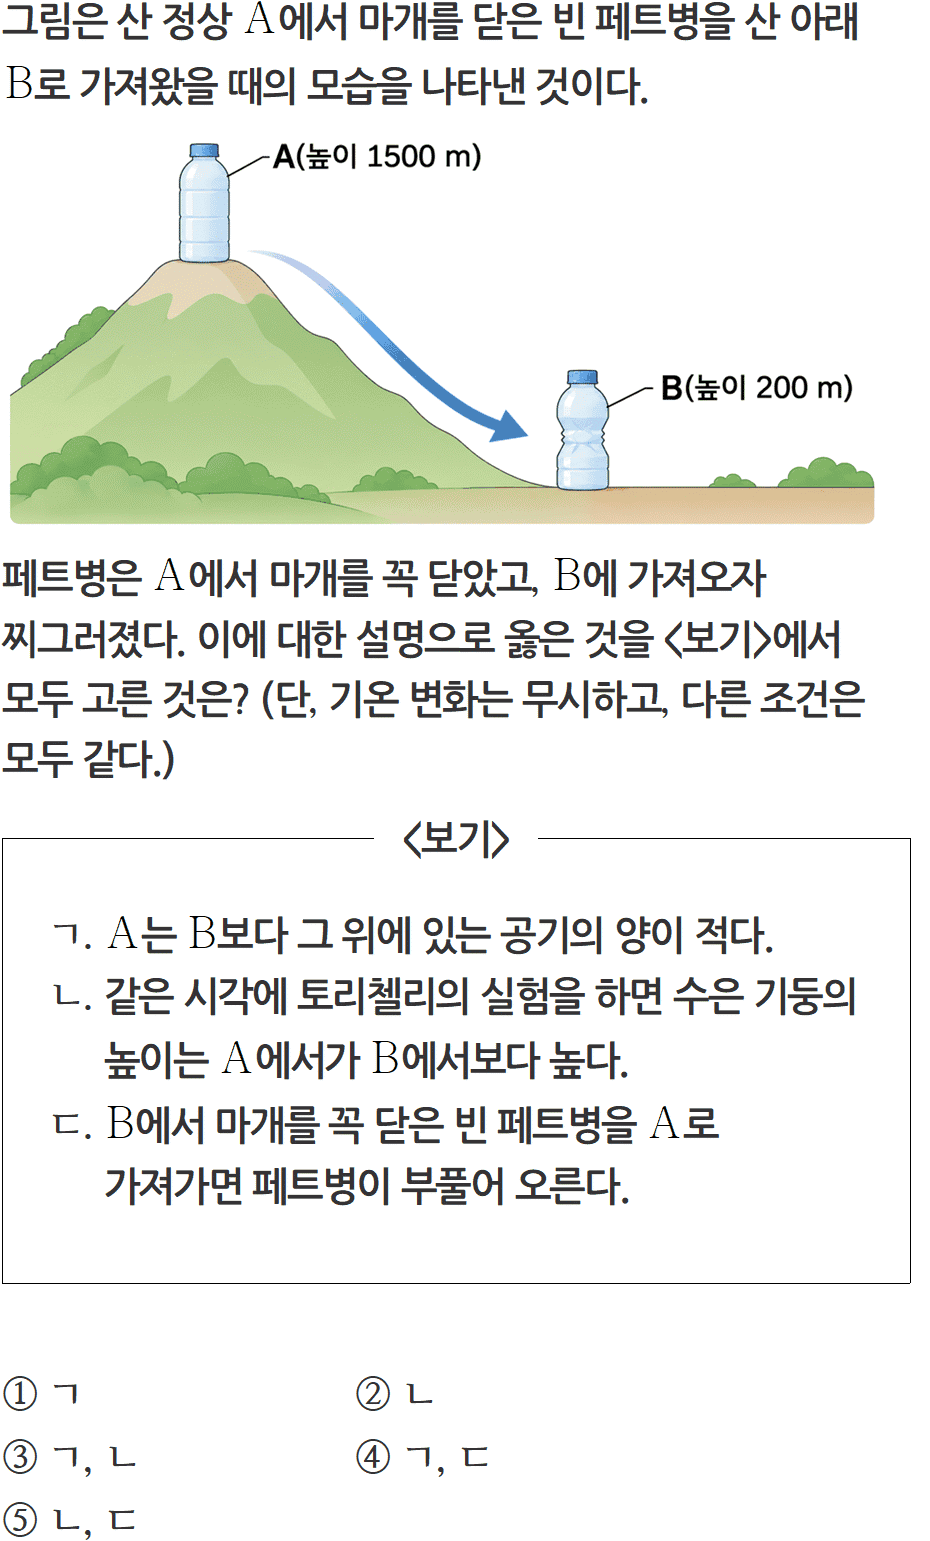 그림은 산 정상 A에서 마개를 닫은 빈 페트병을 산 아래
B로 가져왔을 때의 모습을 나타낸 것이다.
A(높이 1500 m)
B(높이 200 m)
페트병은 A에서 마개를 꼭 닫았고, B에 가져오자
찌그러졌다. 이에 대한 설명으로 옳은 것을 <보기>에서
모두 고른 것은? (단, 기온 변화는 무시하고, 다른 조건은
모두 같다.)
<보기>
ㄱ. A는 B보다 그 위에 있는 공기의 양이 적다.
ㄴ. 같은 시각에 토리첼리의 실험을 하면 수은 기둥의
높이는 A에서가 B에서보다 높다.
ㄷ. B에서 마개를 꼭 닫은 빈 페트병을 A로
가져가면 페트병이 부풀어 오른다.
① ㄱ ② ㄴ
③ ㄱ, ㄴ ④ ㄱ, ㄷ
⑤ ㄴ, ㄷ